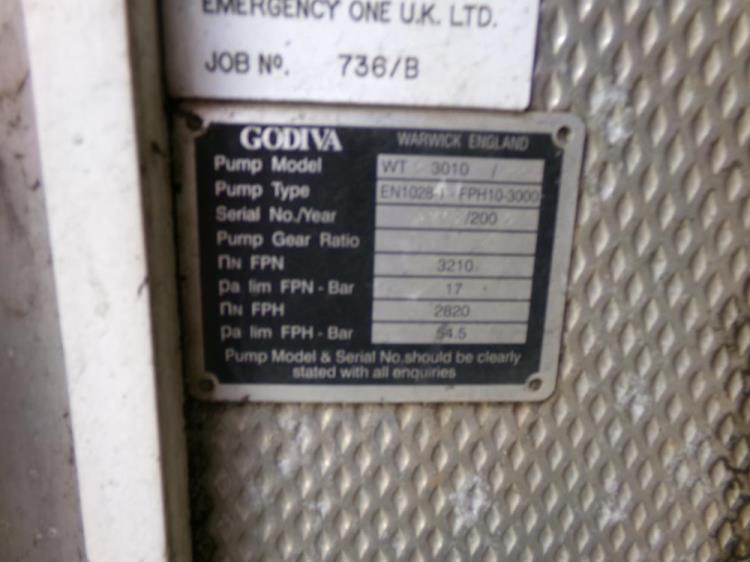 EMERGENCY ONE U.K. LTD.
JOB Nº. 736/B
GODIVA WARWICK ENGLAND
Pump Model WT 3010 /
Pump Type EN1028-1 - FPH10-3000
Serial No./Year /200
Pump Gear Ratio
nN FPN 3210
pa lim FPN - Bar 17
nN FPH 2820
pa lim FPH - Bar 54.5
Pump Model & Serial No.should be clearly
stated with all enquiries